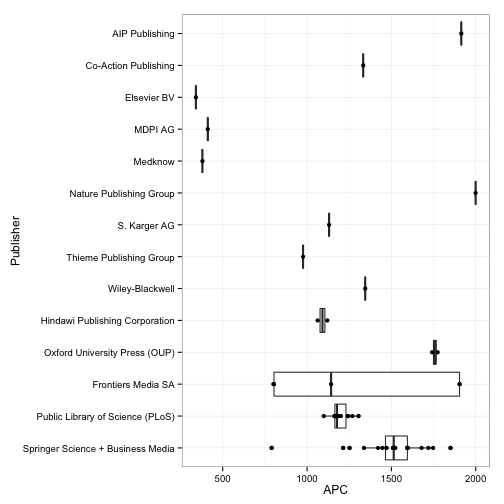 AIP Publishing
Co-Action Publishing
Elsevier BV
MDPI AG
Medknow
Nature Publishing Group
S. Karger AG
Thieme Publishing Group
Wiley-Blackwell
Hindawi Publishing Corporation
Oxford University Press (OUP)
Frontiers Media SA
Public Library of Science (PLoS)
Springer Science + Business Media
Publisher
500 1000 1500 2000
APC